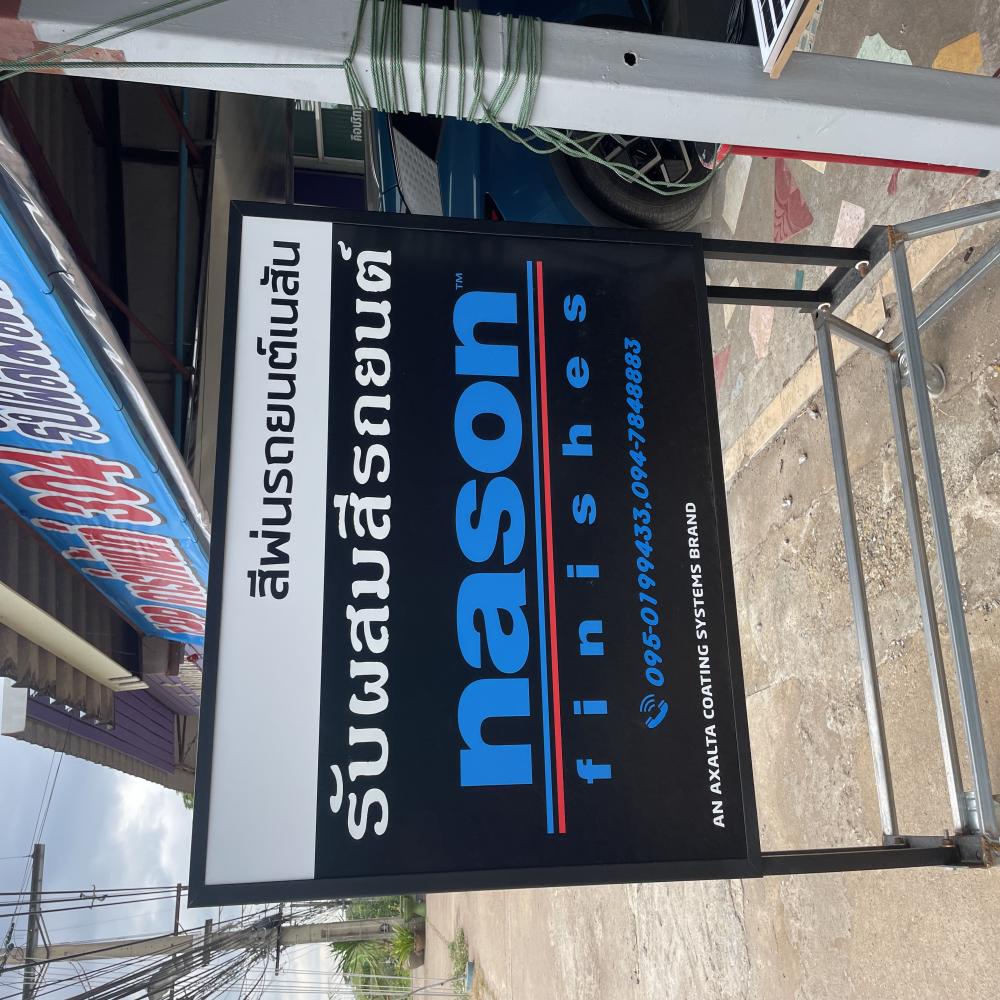 สีพ่นรถยนต์เนสัน
รับผสมสีรถยนต์
nason™
finishes
095-0199433,094-7848883
AN AXALTA COATING SYSTEMS BRAND